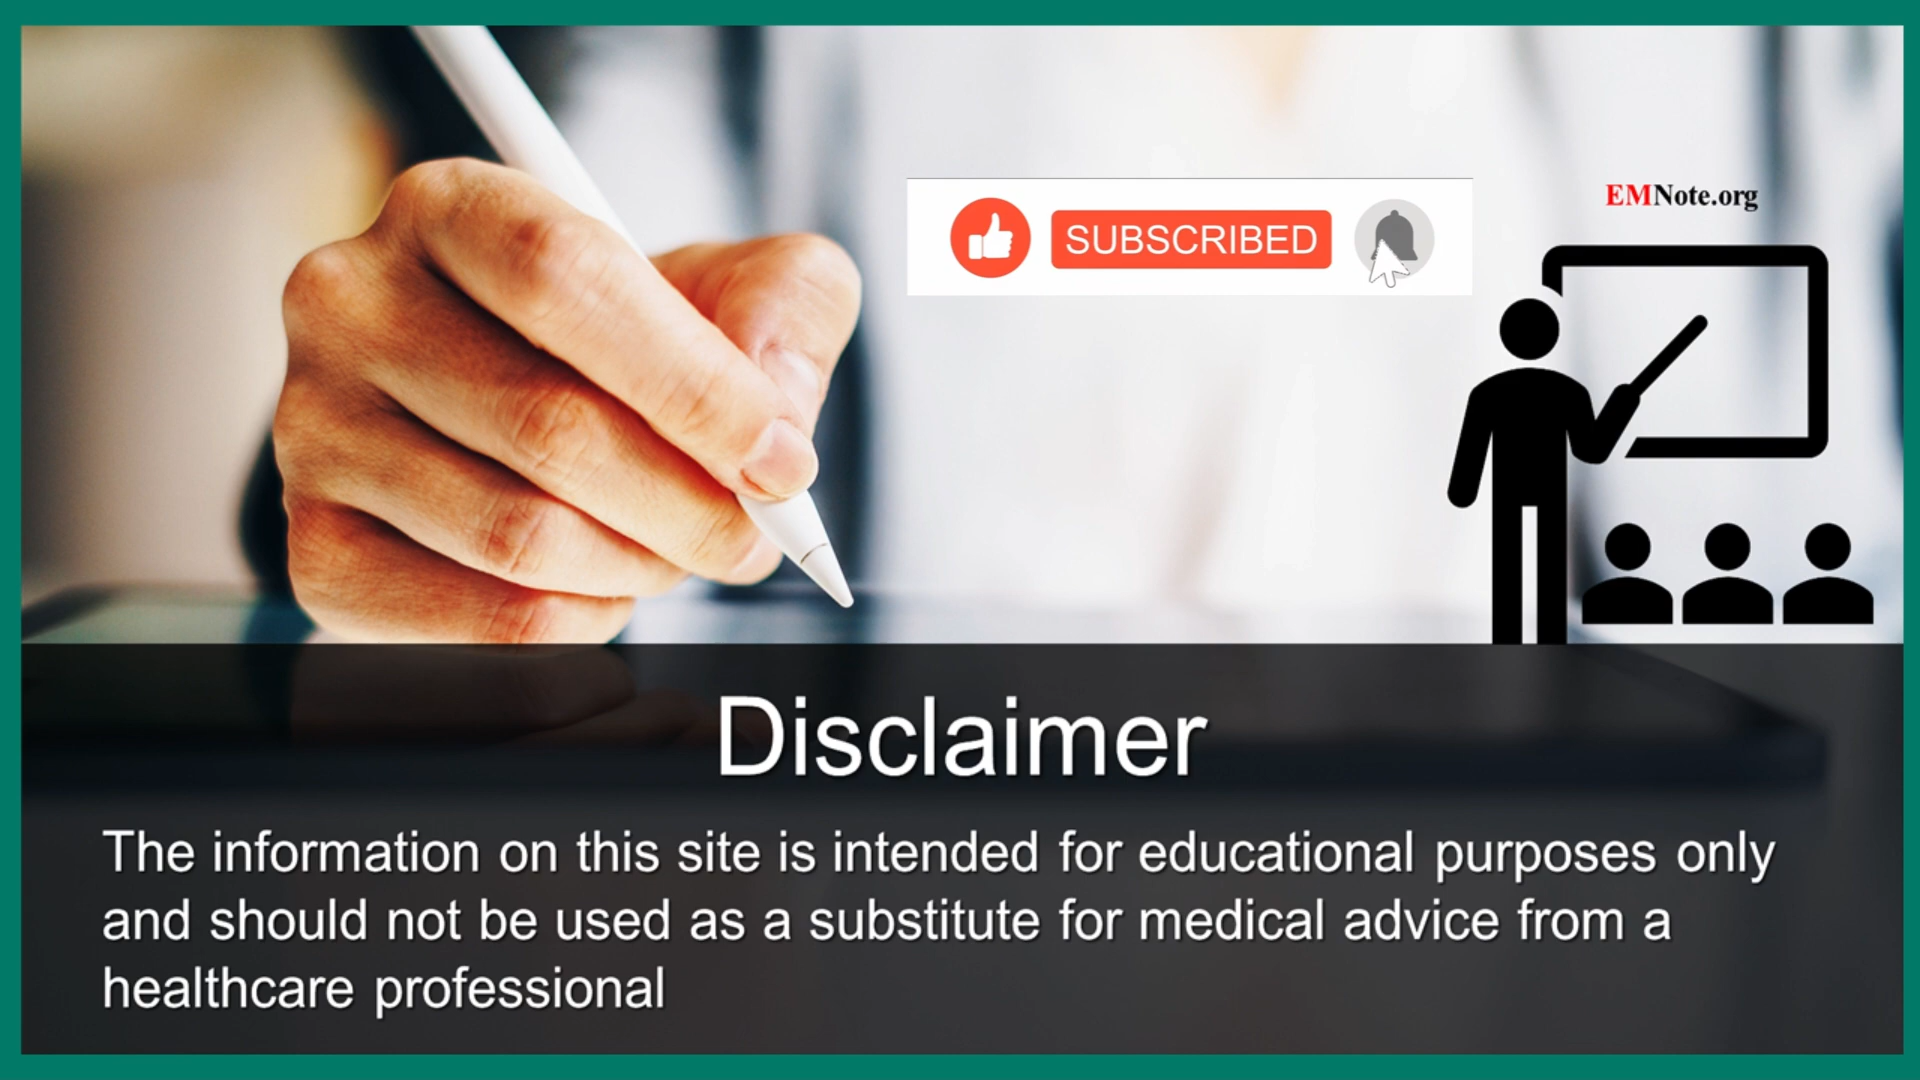 SUBSCRIBED
EMNote.org
Disclaimer
The information on this site is intended for educational purposes only
and should not be used as a substitute for medical advice from a
healthcare professional